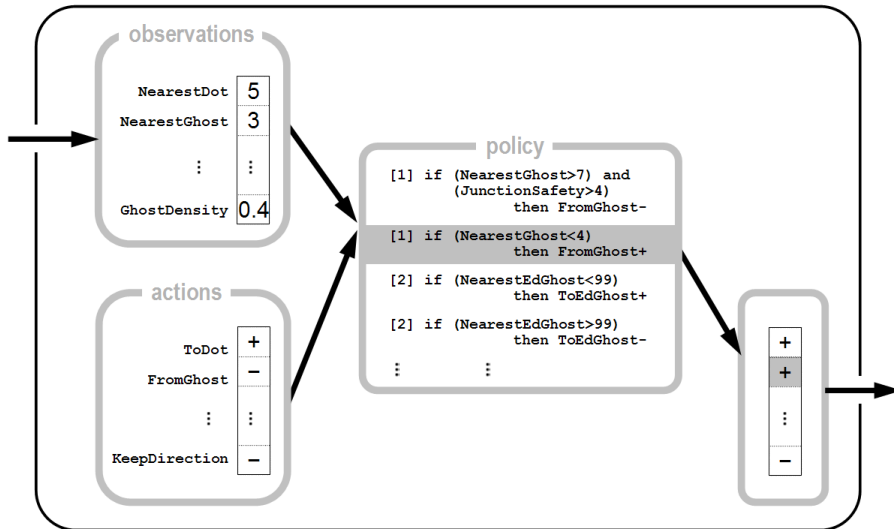 observations
NearestDot 5
NearestGhost 3
⋮ ⋮
GhostDensity 0.4
actions
ToDot +
FromGhost −
⋮ ⋮
KeepDirection −
policy
[1] if (NearestGhost>7) and
(JunctionSafety>4)
then FromGhost-
[1] if (NearestGhost<4)
then FromGhost+
[2] if (NearestEdGhost<99)
then ToEdGhost+
[2] if (NearestEdGhost>99)
then ToEdGhost-
⋮ ⋮
+
+
⋮
−